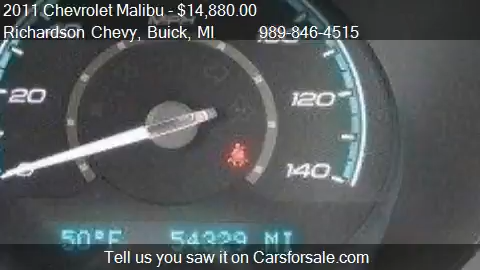 2011 Chevrolet Malibu - $14,880.00
Richardson Chevy, Buick, MI 989-846-4515
20 120
0 140
50°F 54329 MI
Tell us you saw it on Carsforsale.com